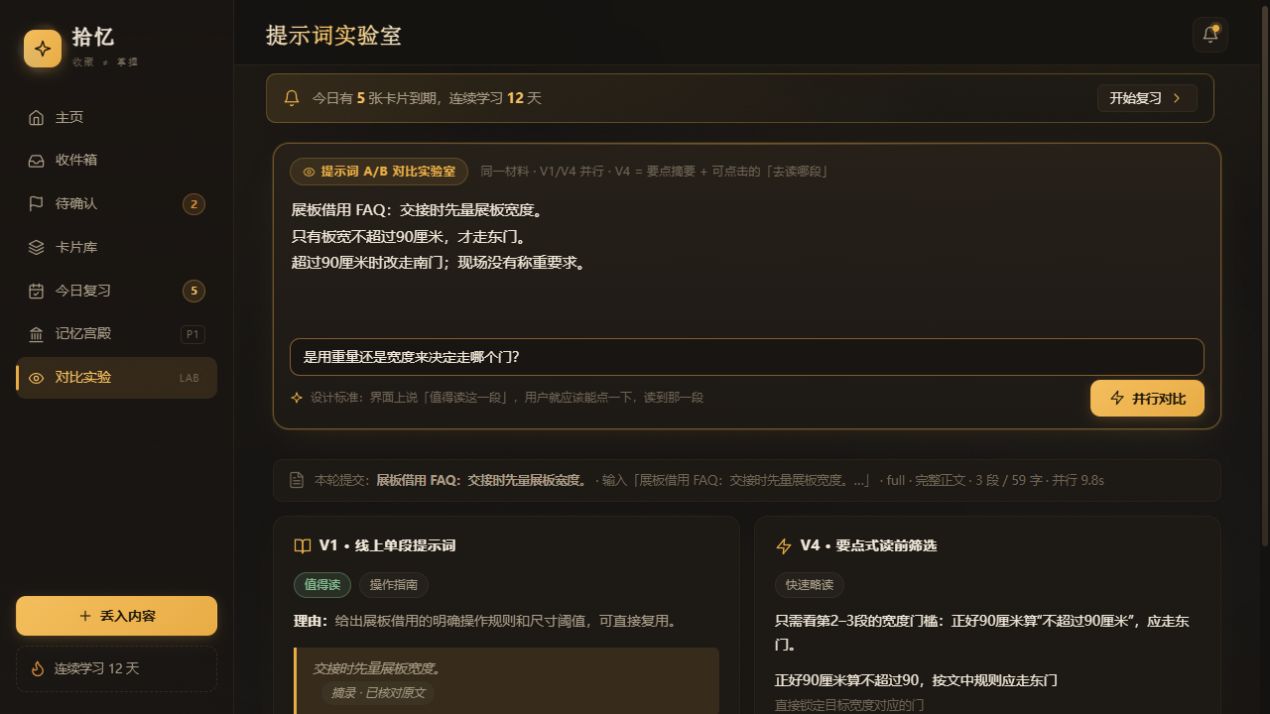 拾忆
收藏 ≠ 掌握
主页
收件箱
待确认
2
卡片库
今日复习
5
记忆宫殿
P1
对比实验
LAB
+ 丢入内容
连续学习 12 天
提示词实验室
今日有 5 张卡片到期，连续学习 12 天
开始复习
提示词 A/B 对比实验室
同一材料 · V1/V4 并行 · V4 = 要点摘要 + 可点击的「去读哪段」
展板借用 FAQ：交接时先量展板宽度。
只有板宽不超过90厘米，才走东门。
超过90厘米时改走南门；现场没有称重要求。
是用重量还是宽度来决定走哪个门？
设计标准：界面上说「值得读这一段」，用户就应该能点一下，读到那一段
并行对比
本轮提交：展板借用 FAQ：交接时先量展板宽度。 · 输入「展板借用 FAQ：交接时先量展板宽度。…」 · full · 完整正文 · 3 段 / 59 字 · 并行 9.8s
V1 • 线上单段提示词
值得读
操作指南
理由：给出展板借用的明确操作规则和尺寸阈值，可直接复用。
交接时先量展板宽度。
摘录 · 已核对原文
V4 • 要点式读前筛选
快速略读
只需看第2–3段的宽度门槛：正好90厘米算“不超过90厘米”，应走东
门。
正好90厘米算不超过90，按文中规则应走东门
直接锁定目标宽度对应的门